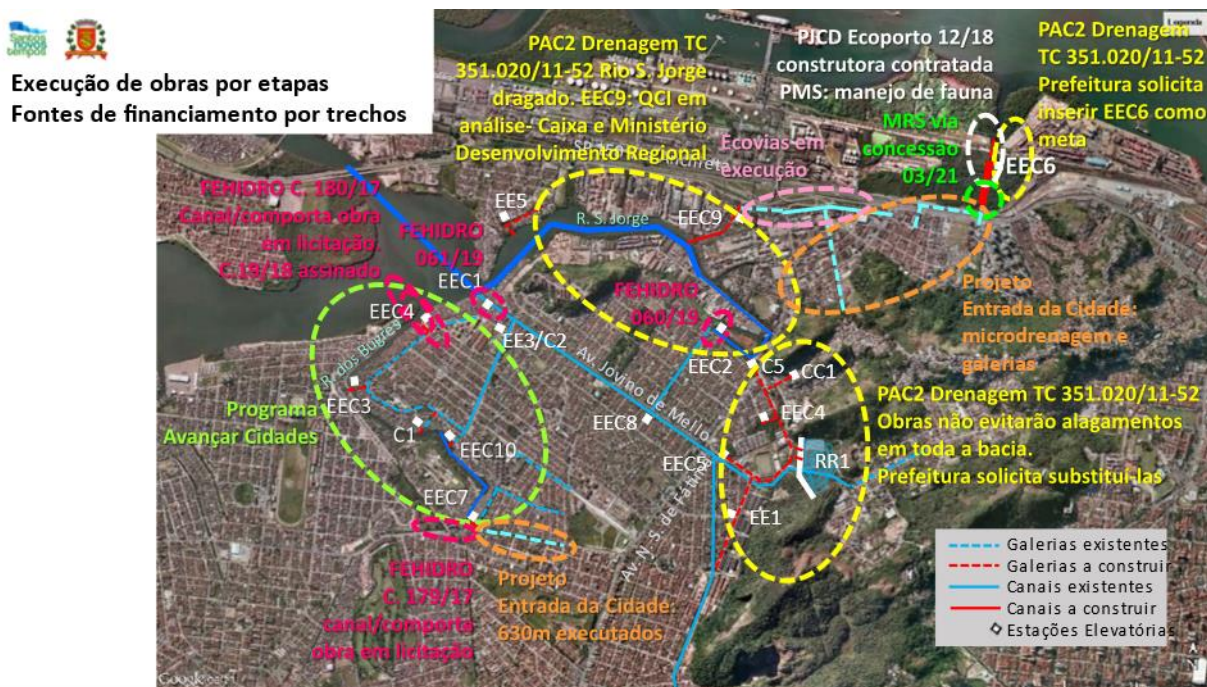 Santos
novos
tempos
Execução de obras por etapas
Fontes de financiamento por trechos
PAC2 Drenagem TC
351.020/11-52 Rio S. Jorge
dragado. EEC9: QCI em
análise- Caixa e Ministério
Desenvolvimento Regional
PJCD Ecoporto 12/18
construtora contratada
PMS: manejo de fauna
PAC2 Drenagem
TC 351.020/11-52
Prefeitura solicita
inserir EEC6 como
meta
Legenda
MRS via
concessão
03/21
EEC6
Ecovias em
execução
FEHIDRO C. 180/17
Canal/comporta obra
em licitação.
C.19/18 assinado
FEHIDRO
061/19
EE5
R. S. Jorge
EEC9
EEC1
EEC4
EE3/C2
R. dos Bugres
FEHIDRO
060/19
EEC2
C5
CC1
EEC4
Projeto
Entrada da Cidade:
microdrenagem e
galerias
Programa
Avançar Cidades
EEC3
C1
EEC10
Av. Jovino de Mello
EEC8
EEC5
RR1
EE1
Av. N. S. de Fátima
PAC2 Drenagem TC 351.020/11-52
Obras não evitarão alagamentos
em toda a bacia.
Prefeitura solicita substituí-las
EEC7
FEHIDRO
C. 179/17
canal/comporta
obra em licitação
Projeto
Entrada da Cidade:
630m executados
Galerias existentes
Galerias a construir
Canais existentes
Canais a construir
Estações Elevatórias
N
Google